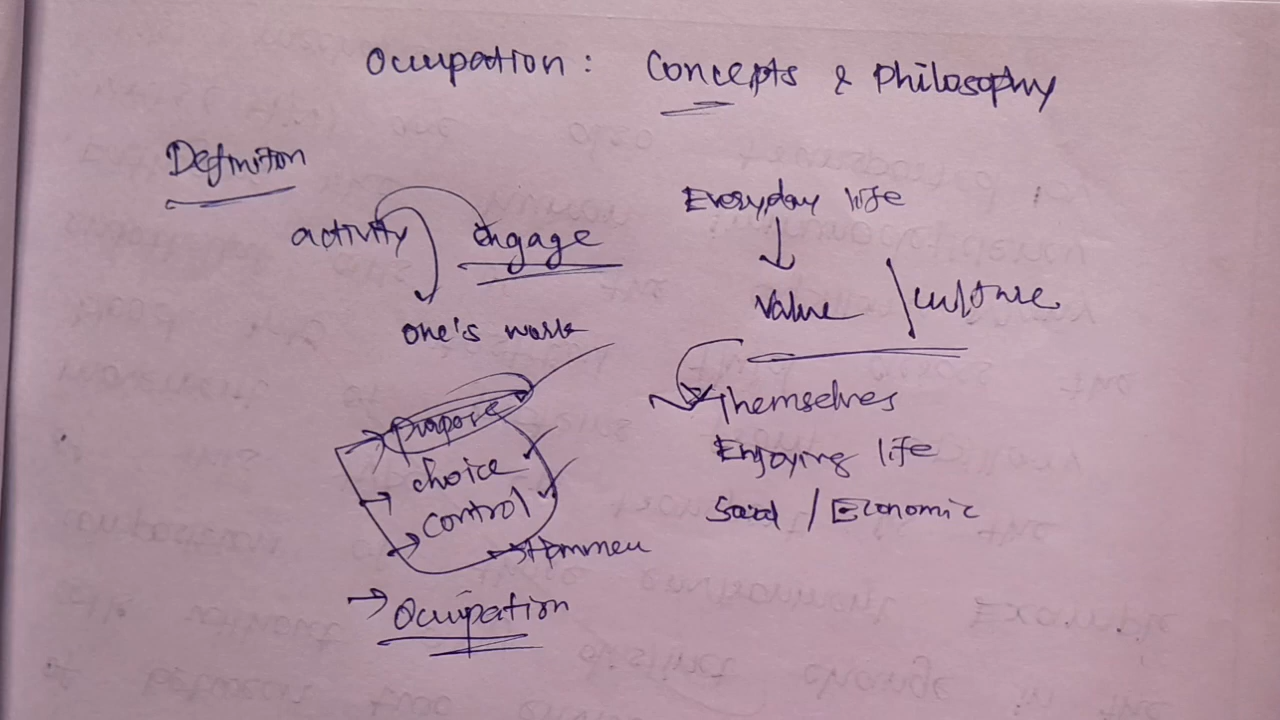 Occupation : Concepts & Philosophy
Definition
activity engage
one's work
purpose
choice
control
Occupation
Everyday life
Value / culture
Themselves
Enjoying life
Social / Economic